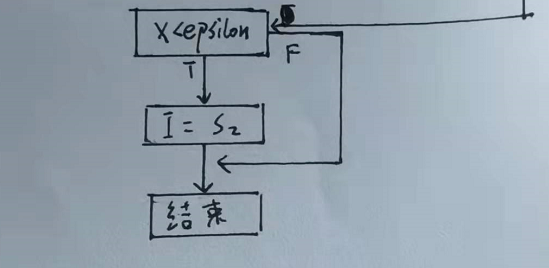 X<epsilon
T
F
I = S₂
结束